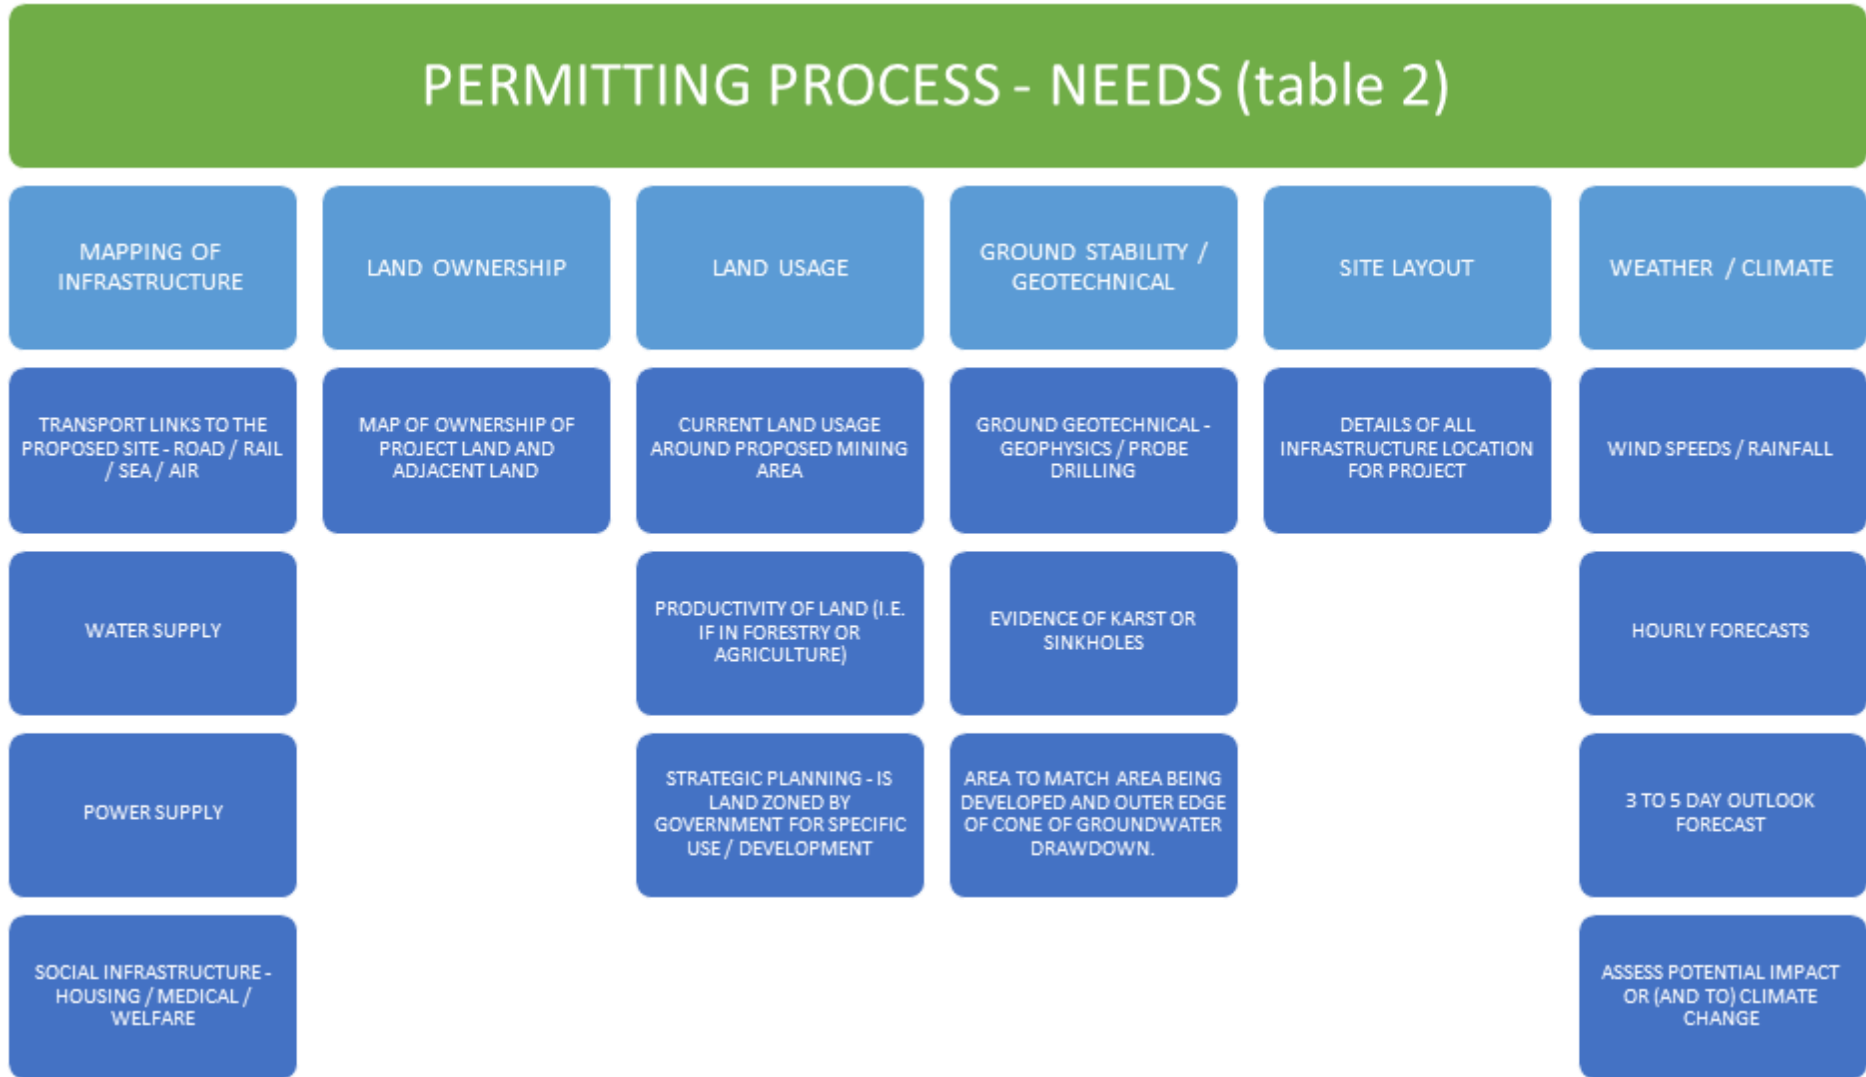 PERMITTING PROCESS - NEEDS (table 2)
MAPPING OF
INFRASTRUCTURE
LAND OWNERSHIP
LAND USAGE
GROUND STABILITY /
GEOTECHNICAL
SITE LAYOUT
WEATHER / CLIMATE
TRANSPORT LINKS TO THE
PROPOSED SITE - ROAD / RAIL
/ SEA / AIR
MAP OF OWNERSHIP OF
PROJECT LAND AND
ADJACENT LAND
CURRENT LAND USAGE
AROUND PROPOSED MINING
AREA
GROUND GEOTECHNICAL -
GEOPHYSICS / PROBE
DRILLING
DETAILS OF ALL
INFRASTRUCTURE LOCATION
FOR PROJECT
WIND SPEEDS / RAINFALL
WATER SUPPLY
PRODUCTIVITY OF LAND (I.E.
IF IN FORESTRY OR
AGRICULTURE)
EVIDENCE OF KARST OR
SINKHOLES
HOURLY FORECASTS
POWER SUPPLY
STRATEGIC PLANNING - IS
LAND ZONED BY
GOVERNMENT FOR SPECIFIC
USE / DEVELOPMENT
AREA TO MATCH AREA BEING
DEVELOPED AND OUTER EDGE
OF CONE OF GROUNDWATER
DRAWDOWN.
3 TO 5 DAY OUTLOOK
FORECAST
SOCIAL INFRASTRUCTURE -
HOUSING / MEDICAL /
WELFARE
ASSESS POTENTIAL IMPACT
OR (AND TO) CLIMATE
CHANGE